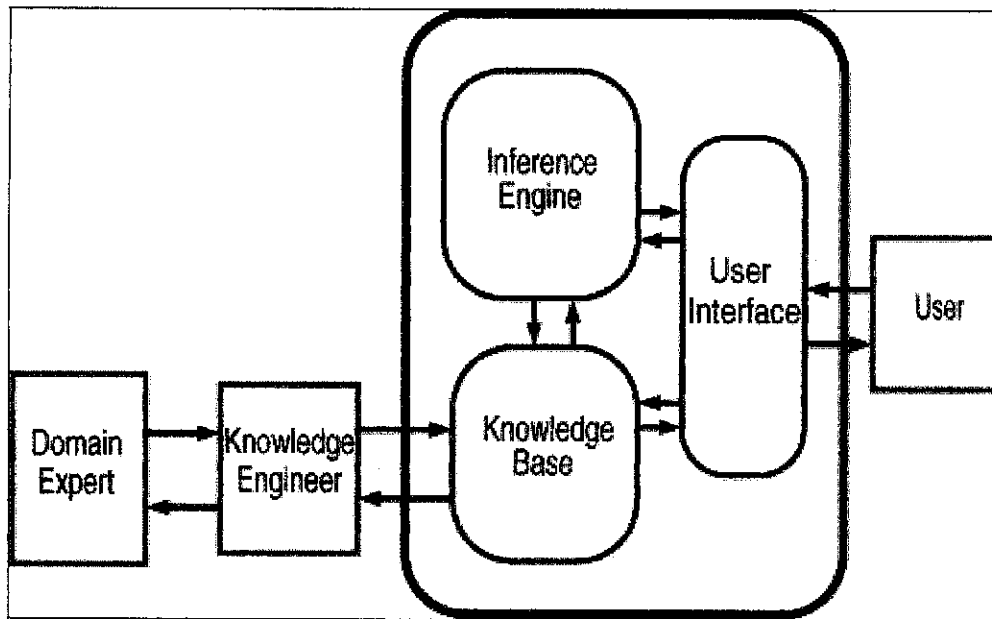 Inference
Engine
User
Interface
User
Domain
Expert
Knowledge
Engineer
Knowledge
Base